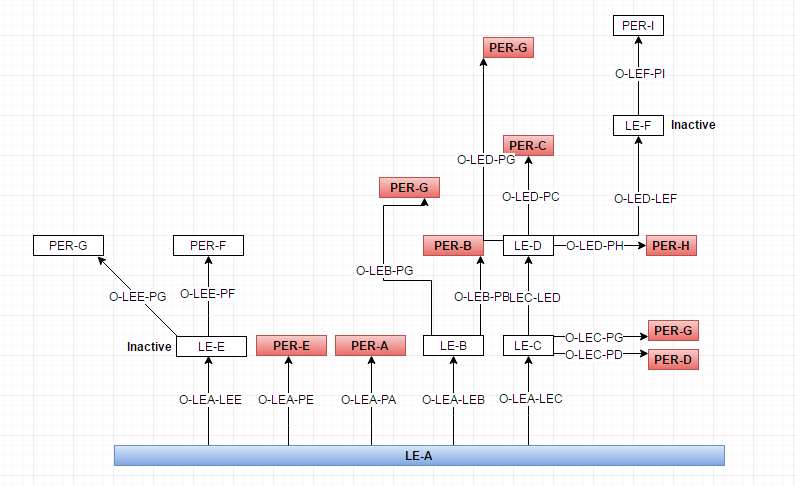 PER-I
PER-G
O-LEF-PI
LE-F
Inactive
PER-C
O-LED-PG
PER-G
O-LED-PC
O-LED-LEF
PER-G
PER-F
PER-B
LE-D
O-LED-PH
PER-H
O-LEB-PG
O-LEE-PG
O-LEE-PF
O-LEB-PB
LEC-LED
Inactive
LE-E
PER-E
PER-A
LE-B
LE-C
O-LEC-PG
PER-G
O-LEC-PD
PER-D
O-LEA-LEE
O-LEA-PE
O-LEA-PA
O-LEA-LEB
O-LEA-LEC
LE-A